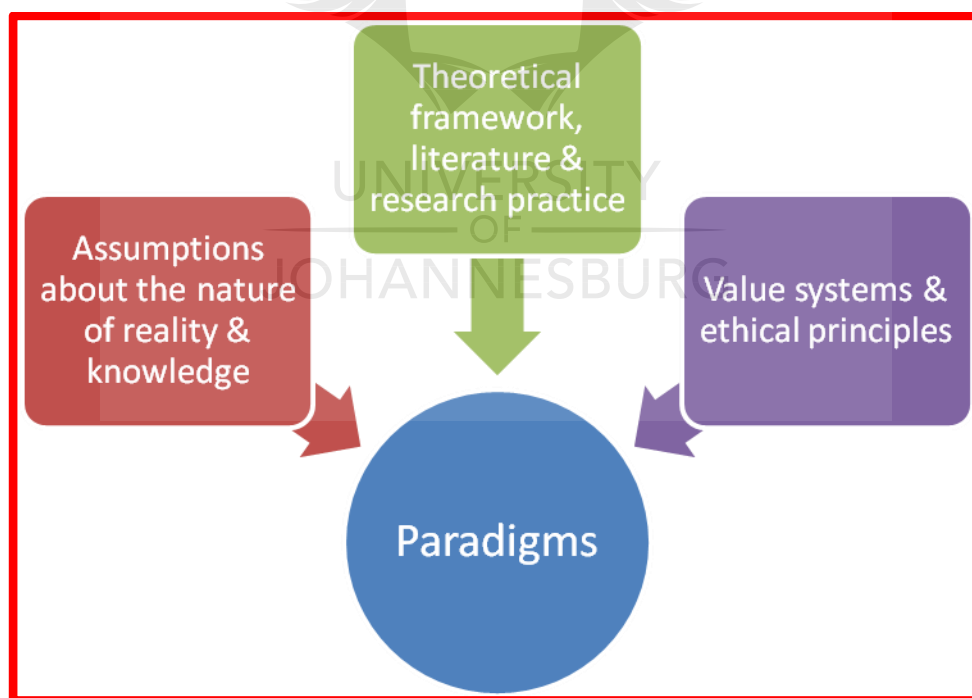 Theoretical
framework,
literature &
research practice
UNIVERSITY
OF
JOHANNESBURG
Assumptions
about the nature
of reality &
knowledge
Value systems &
ethical principles
Paradigms